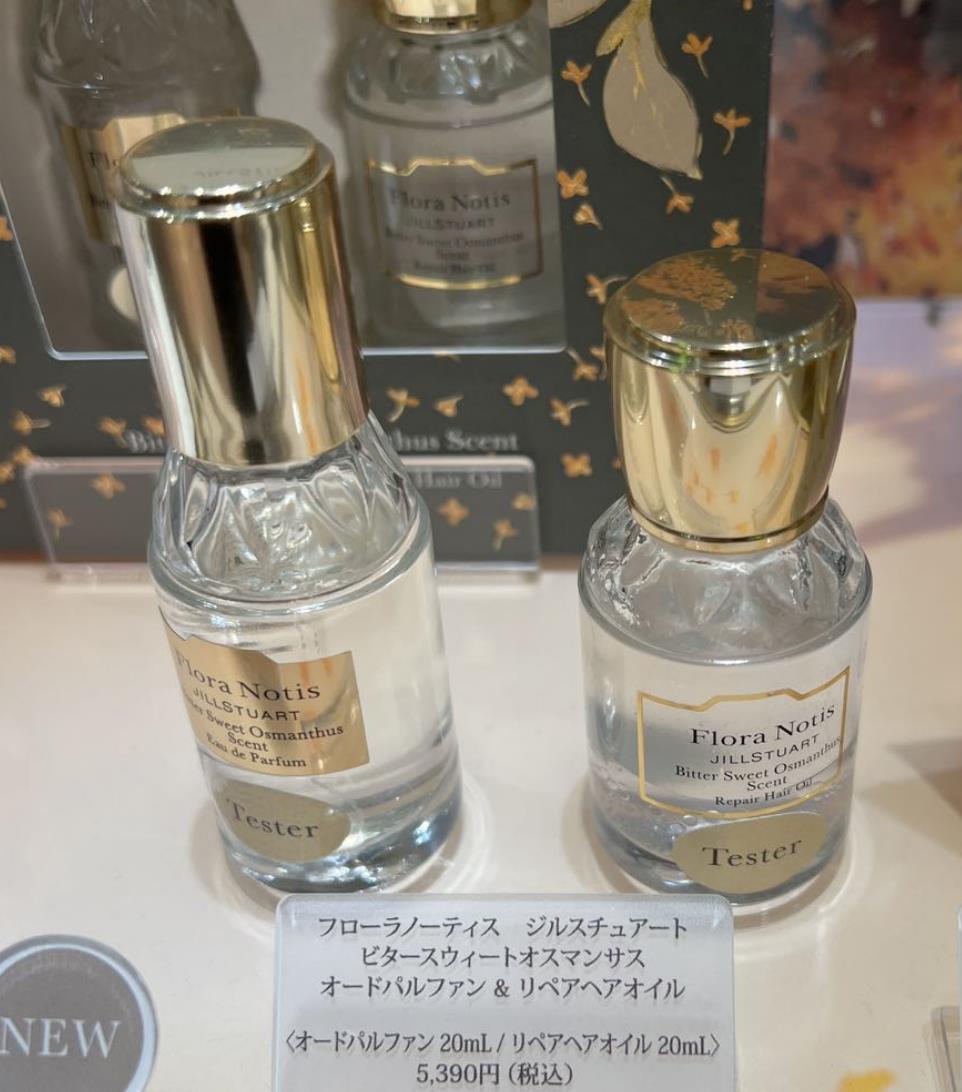 Flora Notis
JILLSTUART
Bitter Sweet Osmanthus
Scent
thus Scent
Hair Oil
Flora Notis
JILLSTUART
Sweet Osmanthus
Scent
Eau de Parfum
Tester
Flora Notis
JILLSTUART
Bitter Sweet Osmanthus
Scent
Repair Hair Oil
Tester
NEW
フローラノーティス ジルスチュアート
ビタースウィートオスマンサス
オードパルファン & リペアヘアオイル
〈オードパルファン 20mL / リペアヘアオイル 20mL〉
5,390円（税込）